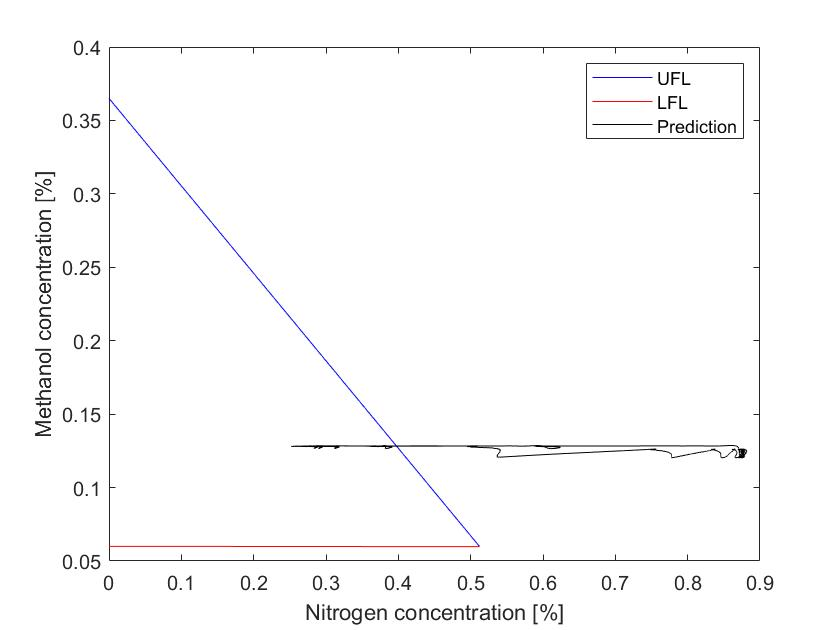 0.4
0.35
0.3
0.25
0.2
0.15
0.1
0.05
Methanol concentration [%]
UFL
LFL
Prediction
0 0.1 0.2 0.3 0.4 0.5 0.6 0.7 0.8 0.9
Nitrogen concentration [%]